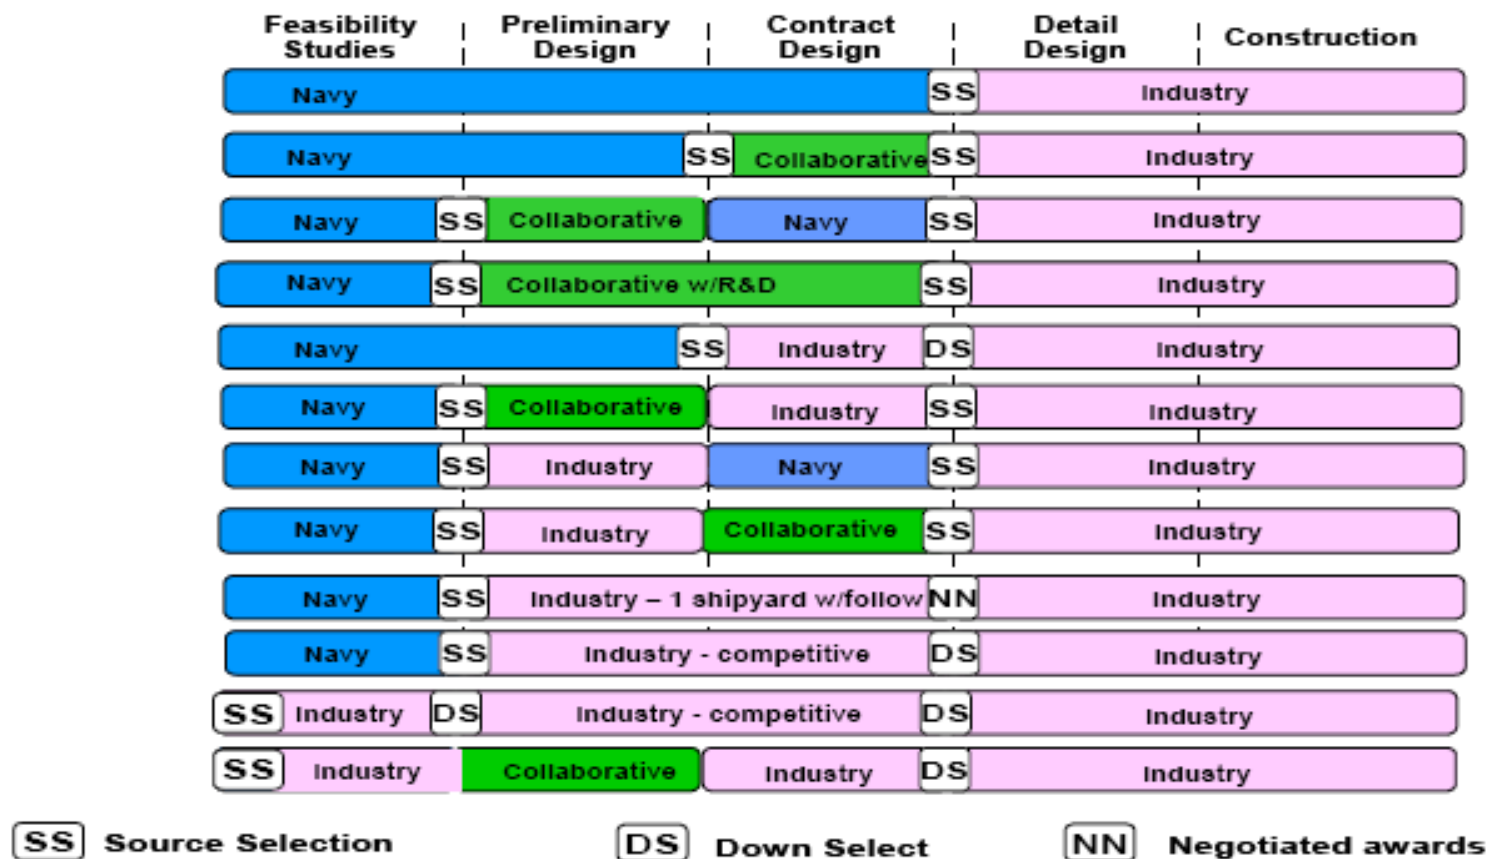 Feasibility Studies Preliminary Design Contract Design Detail Design Construction
Navy SS Industry
Navy SS Collaborative SS Industry
Navy SS Collaborative Navy SS Industry
Navy SS Collaborative w/R&D SS Industry
Navy SS Industry DS Industry
Navy SS Collaborative Industry SS Industry
Navy SS Industry Navy SS Industry
Navy SS Industry Collaborative SS Industry
Navy SS Industry – 1 shipyard w/follow NN Industry
Navy SS Industry - competitive DS Industry
SS Industry DS Industry - competitive DS Industry
SS Industry Collaborative Industry DS Industry
SS Source Selection DS Down Select NN Negotiated awards